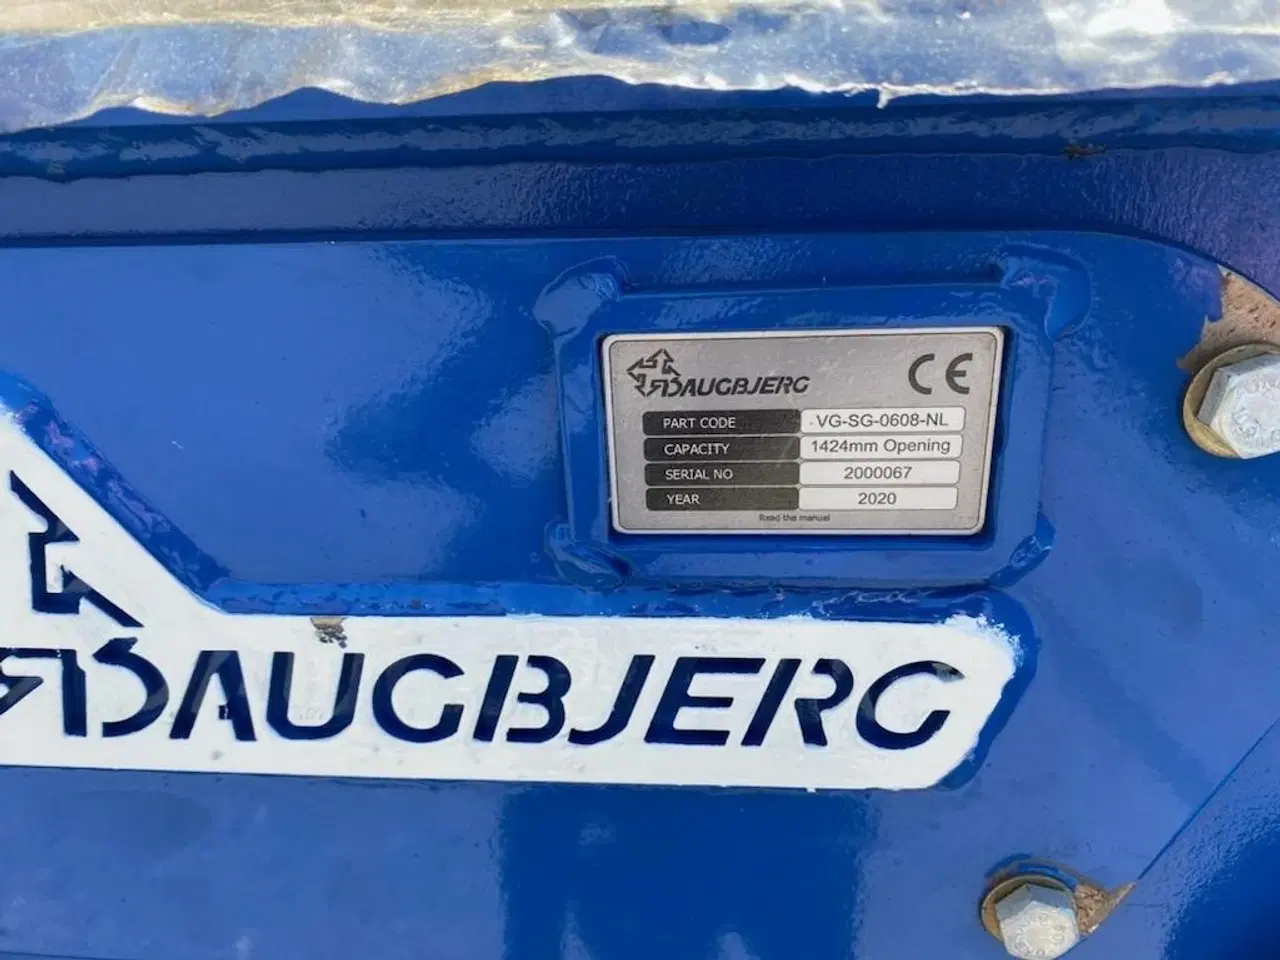 DAUGBJERG CE
PART CODE VG-SG-0608-NL
CAPACITY 1424mm Opening
SERIAL NO 2000067
YEAR 2020
Read the manual
DAUGBJERG